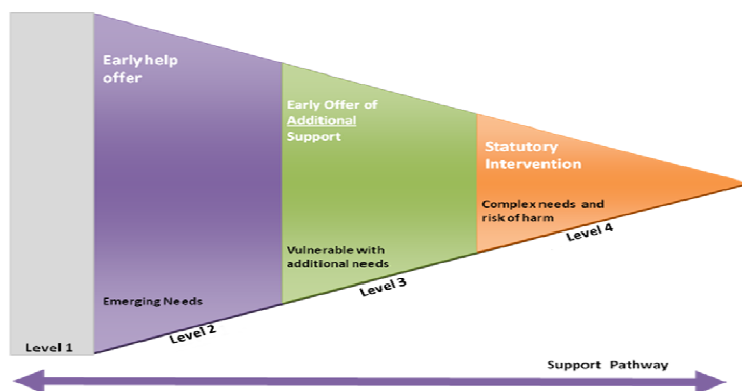 Early help
offer
Early Offer of
Additional
Support
Statutory
Intervention
Complex needs and
risk of harm
Vulnerable with
additional needs
Emerging Needs
Level 1
Level 2
Level 3
Level 4
Support Pathway